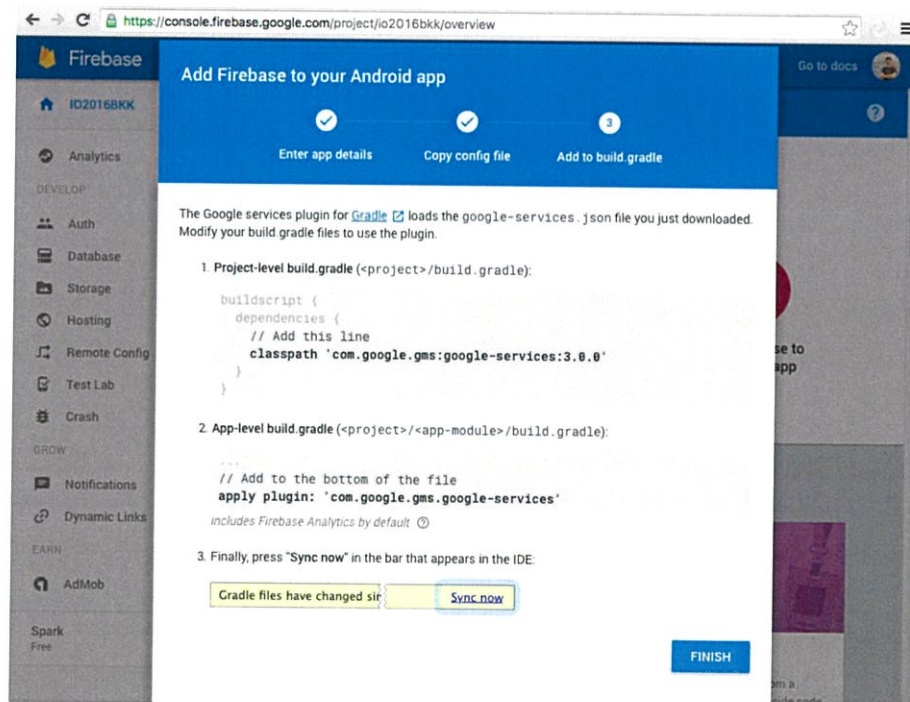 https://console.firebase.google.com/project/io2016bkk/overview
Firebase
Go to docs
IO2016BKK
Analytics
DEVELOP
Auth
Database
Storage
Hosting
Remote Config
Test Lab
Crash
GROW
Notifications
Dynamic Links
EARN
AdMob
Spark
Free
Add Firebase to your Android app
3
Enter app details
Copy config file
Add to build.gradle
The Google services plugin for Gradle loads the google-services.json file you just downloaded.
Modify your build.gradle files to use the plugin.
1. Project-level build.gradle (<project>/build.gradle):
buildscript {
dependencies {
// Add this line
classpath 'com.google.gms:google-services:3.0.0'
}
}
2. App-level build.gradle (<project>/<app-module>/build.gradle):
...
// Add to the bottom of the file
apply plugin: 'com.google.gms.google-services'
includes Firebase Analytics by default ?
3. Finally, press "Sync now" in the bar that appears in the IDE:
Gradle files have changed sin
Sync now
FINISH
?
se to
app
om a
side code